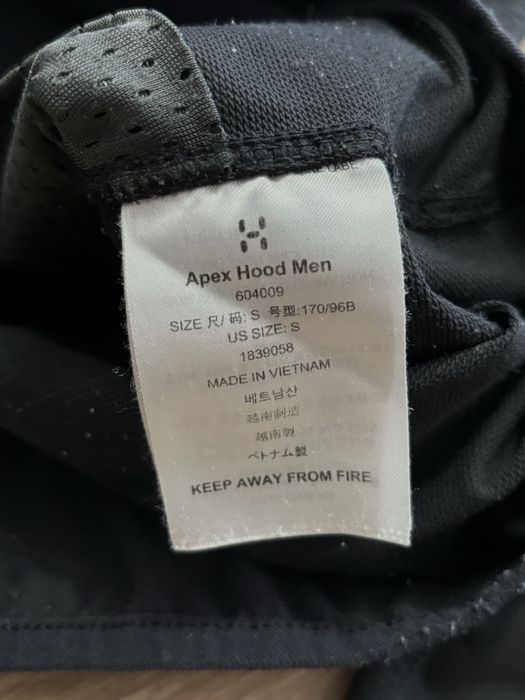 Apex Hood Men
604009
SIZE 尺/ 码: S 号型:170/96B
US SIZE: S
1839058
MADE IN VIETNAM
베트남산
越南制造
越南製
ベトナム製
KEEP AWAY FROM FIRE